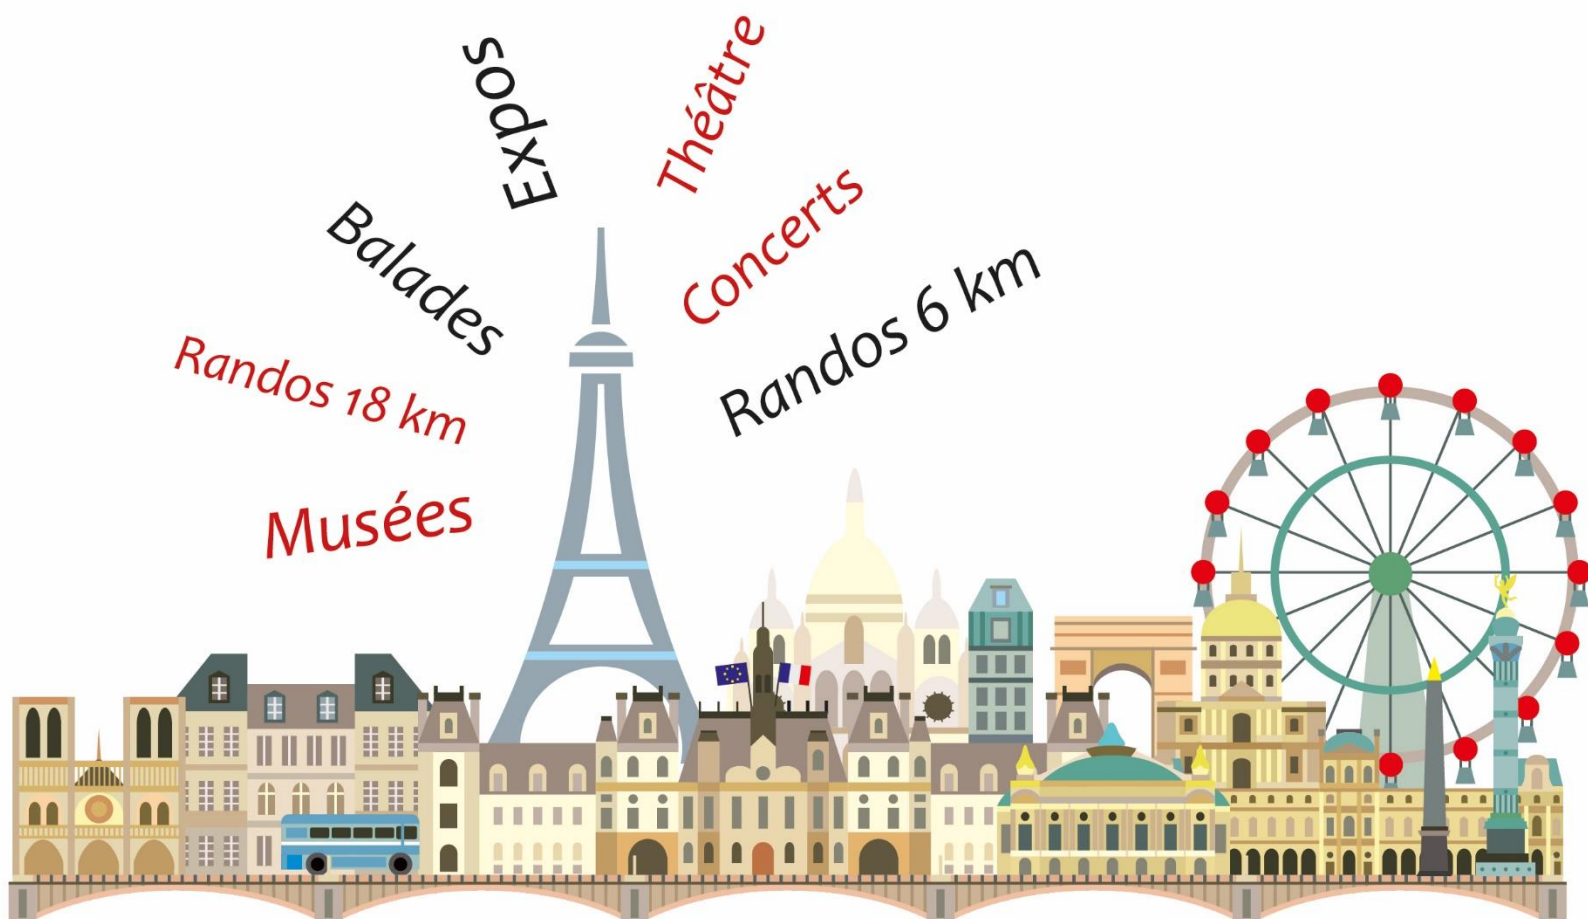 Expos
Théâtre
Balades
Concerts
Randos 18 km
Randos 6 km
Musées